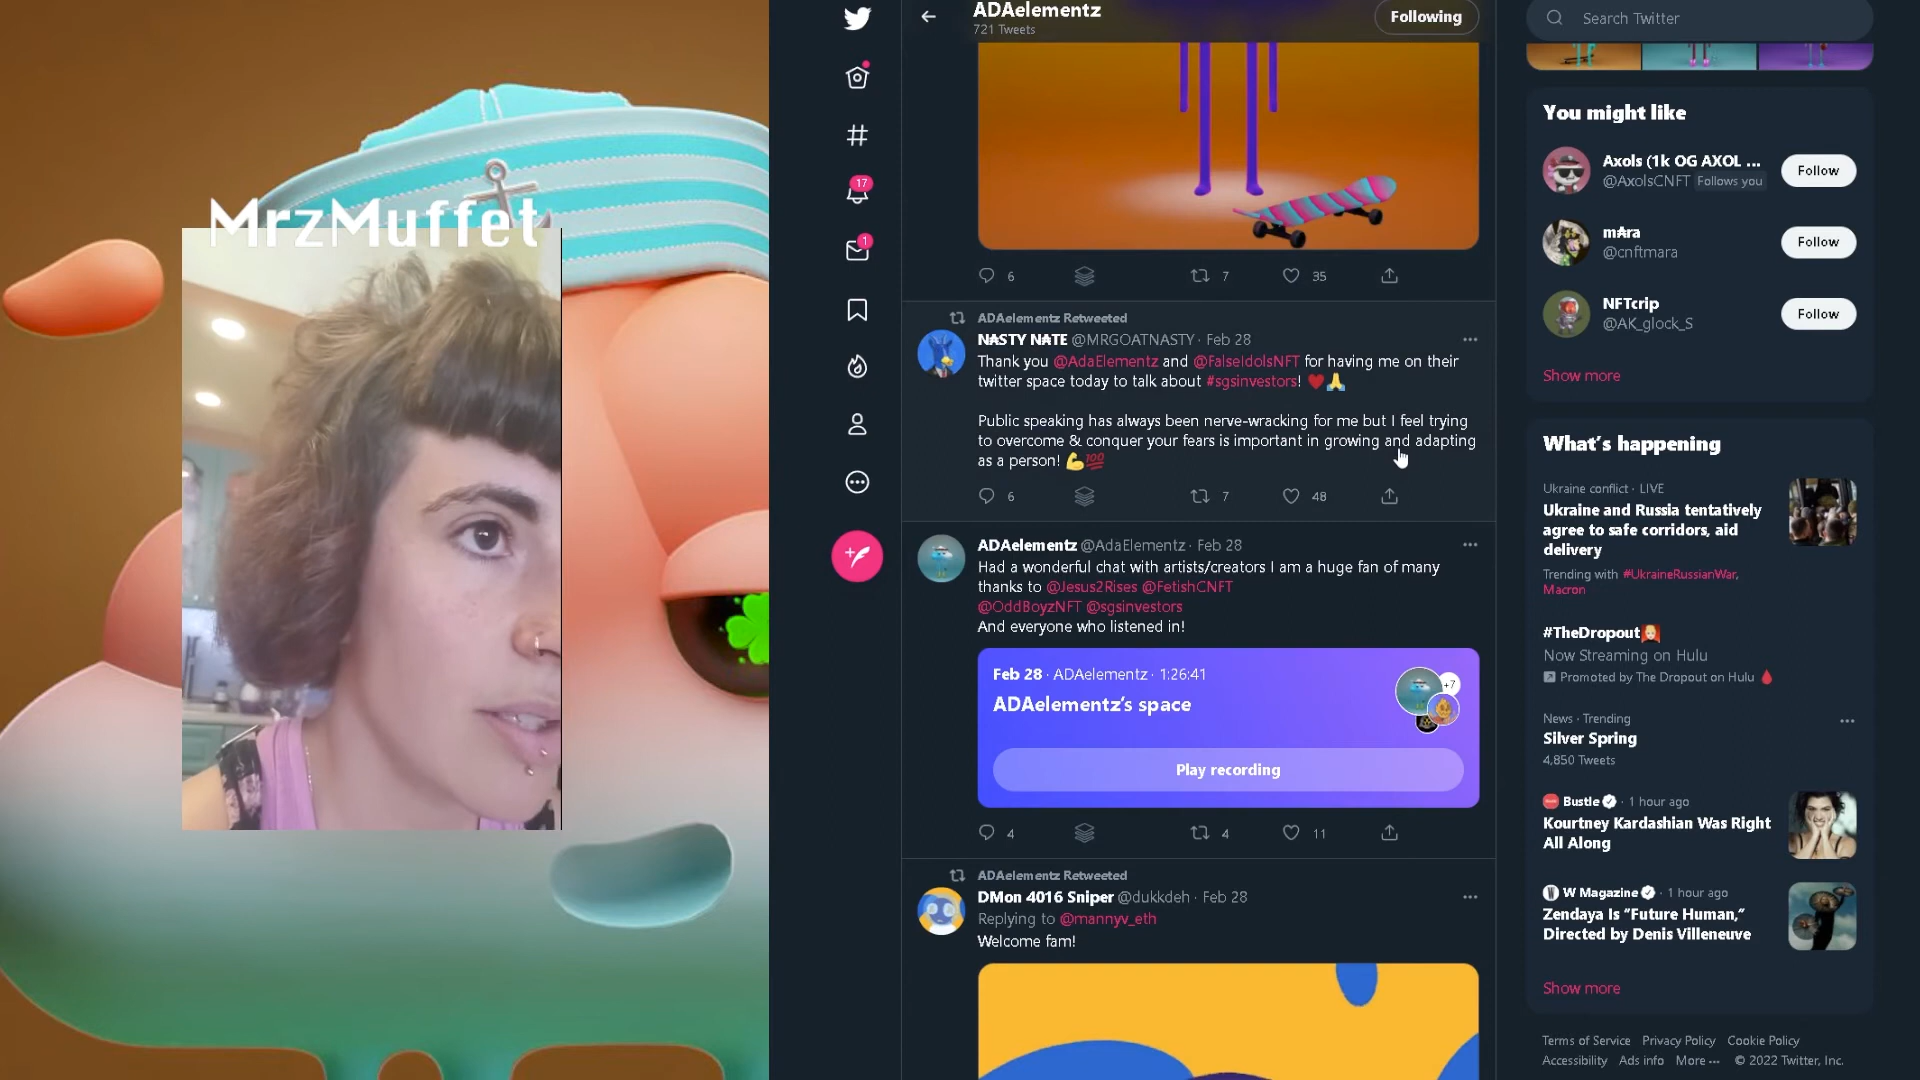 MrzMuffet
ADAelementz
721 Tweets
Following
17
1
6
7
35
ADAelementz Retweeted
N₳STY N₳TE @MRGOATNASTY · Feb 28
Thank you @AdaElementz and @FalseIdolsNFT for having me on their
twitter space today to talk about #sgsinvestors! ♥️🙏
Public speaking has always been nerve-wracking for me but I feel trying
to overcome & conquer your fears is important in growing and adapting
as a person! 💪💯
6
7
48
ADAelementz @AdaElementz · Feb 28
Had a wonderful chat with artists/creators I am a huge fan of many
thanks to @Jesus2Rises @FetishCNFT
@OddBoyzNFT @sgsinvestors
And everyone who listened in!
Feb 28 · ADAelementz · 1:26:41
+7
ADAelementz's space
Play recording
4
4
11
ADAelementz Retweeted
DMon 4016 Sniper @dukkdeh · Feb 28
Replying to @mannyv_eth
Welcome fam!
Search Twitter
You might like
Axols (1k OG AXOL ...
@AxolsCNFT Follows you
Follow
m₳ra
@cnftmara
Follow
NFTcrip
@AK_glock_S
Follow
Show more
What's happening
Ukraine conflict · LIVE
Ukraine and Russia tentatively
agree to safe corridors, aid
delivery
Trending with #UkraineRussianWar,
Macron
#TheDropout
Now Streaming on Hulu
Promoted by The Dropout on Hulu 🩸
News · Trending
Silver Spring
4,850 Tweets
Bustle · 1 hour ago
Kourtney Kardashian Was Right
All Along
W Magazine · 1 hour ago
Zendaya Is "Future Human,"
Directed by Denis Villeneuve
Show more
Terms of Service Privacy Policy Cookie Policy
Accessibility Ads info More ··· © 2022 Twitter, Inc.